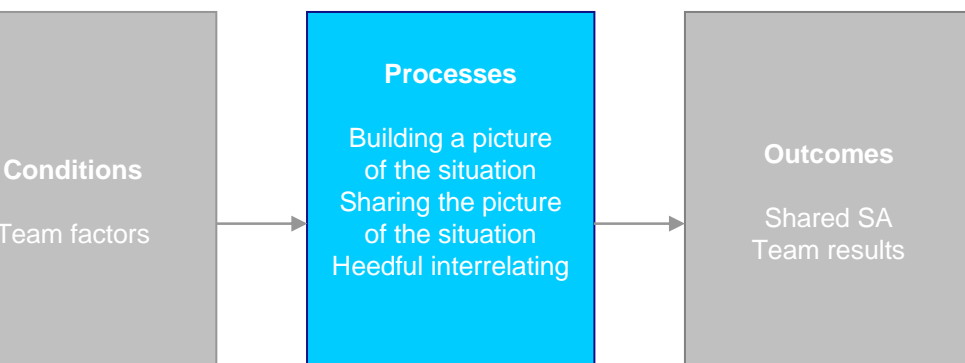 Conditions
Team factors
Processes
Building a picture
of the situation
Sharing the picture
of the situation
Heedful interrelating
Outcomes
Shared SA
Team results